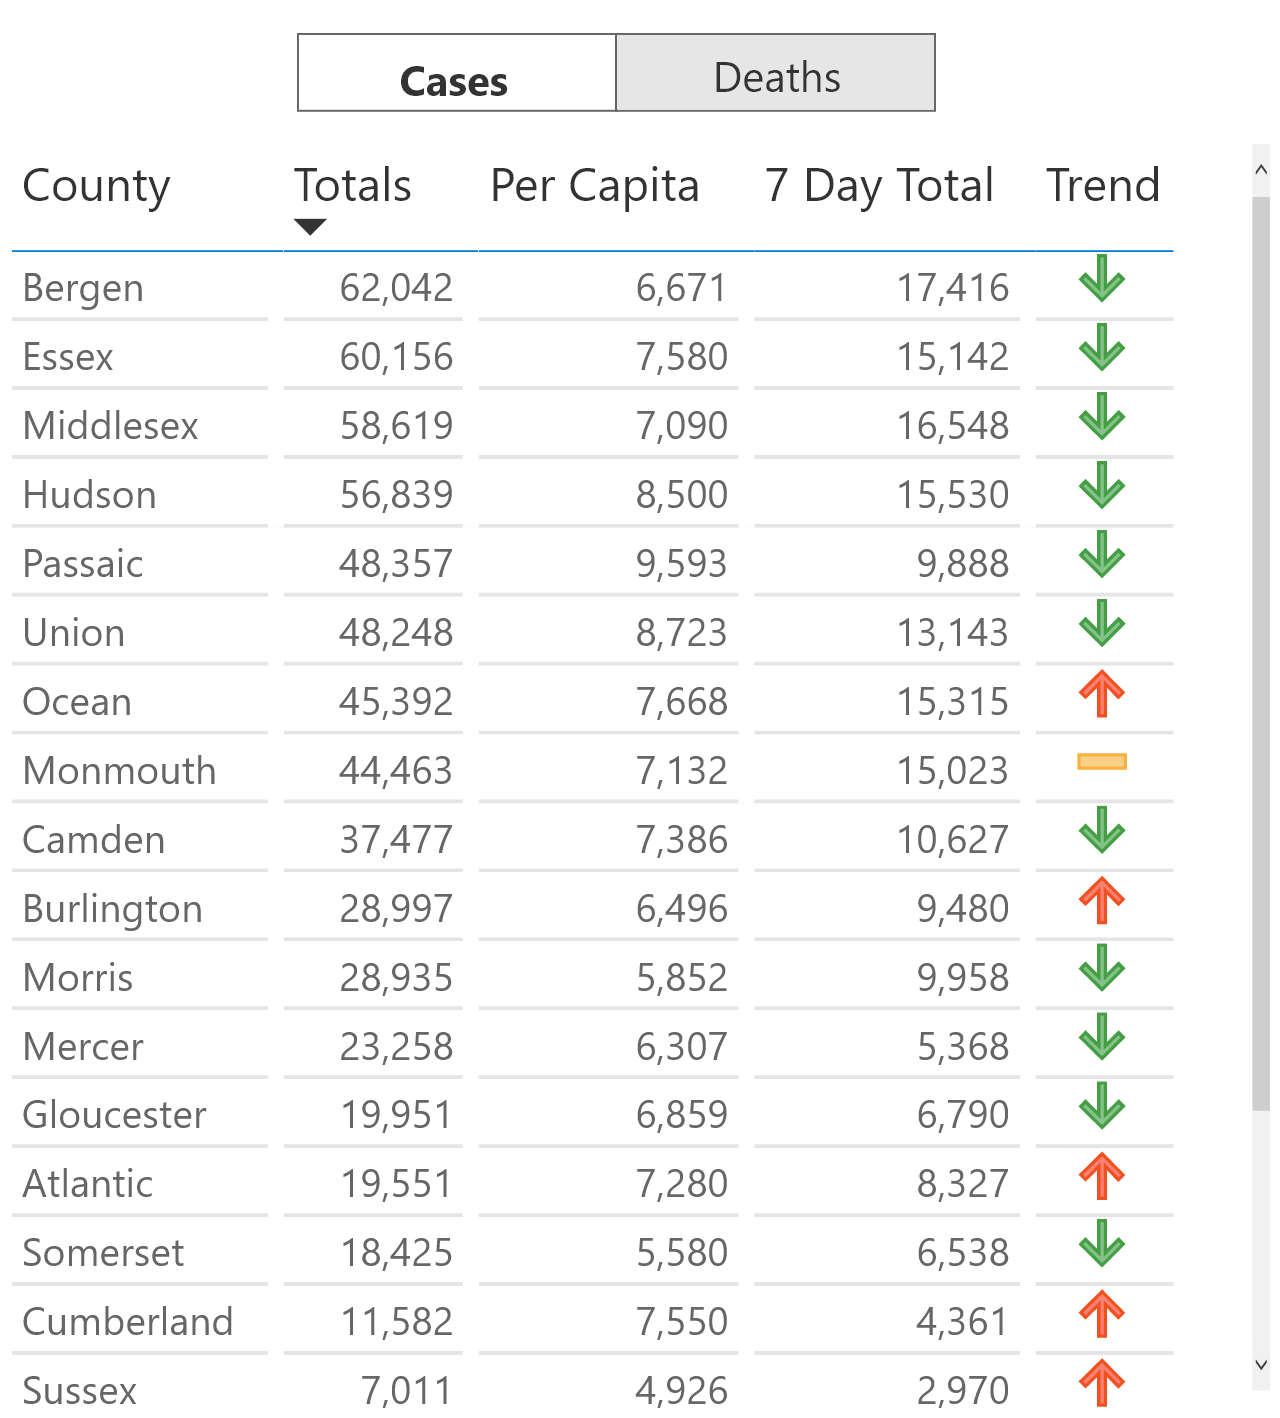 Cases Deaths
County Totals Per Capita 7 Day Total Trend
Bergen 62,042 6,671 17,416
Essex 60,156 7,580 15,142
Middlesex 58,619 7,090 16,548
Hudson 56,839 8,500 15,530
Passaic 48,357 9,593 9,888
Union 48,248 8,723 13,143
Ocean 45,392 7,668 15,315
Monmouth 44,463 7,132 15,023
Camden 37,477 7,386 10,627
Burlington 28,997 6,496 9,480
Morris 28,935 5,852 9,958
Mercer 23,258 6,307 5,368
Gloucester 19,951 6,859 6,790
Atlantic 19,551 7,280 8,327
Somerset 18,425 5,580 6,538
Cumberland 11,582 7,550 4,361
Sussex 7,011 4,926 2,970